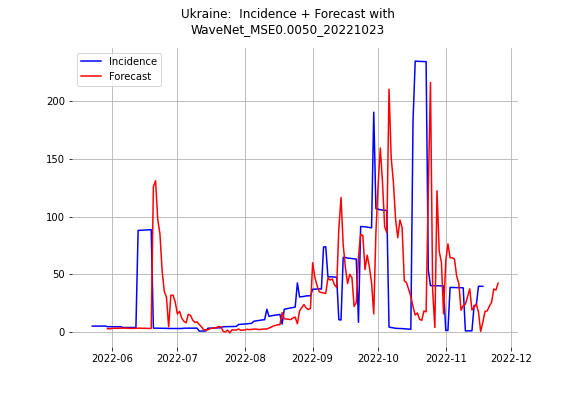 Ukraine:  Incidence + Forecast with
WaveNet_MSE0.0050_20221023
Incidence
Forecast
200
150
100
50
0
2022-06 2022-07 2022-08 2022-09 2022-10 2022-11 2022-12